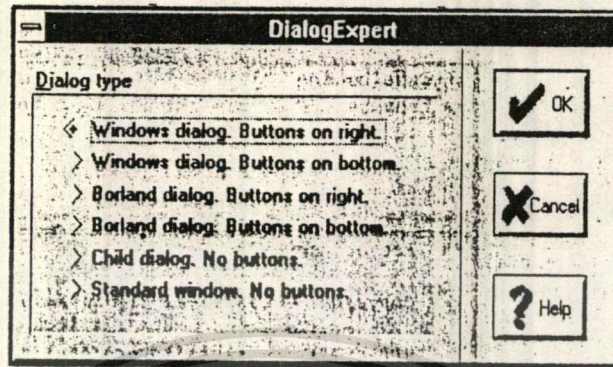 DialogExpert
Dialog type
Windows dialog. Buttons on right.
Windows dialog. Buttons on bottom.
Borland dialog. Buttons on right.
Borland dialog. Buttons on bottom.
Child dialog. No buttons.
Standard window. No buttons.
OK
Cancel
Help